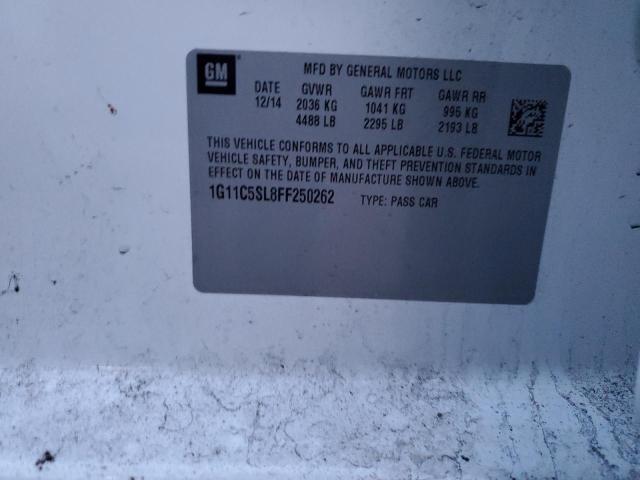 GM
MFD BY GENERAL MOTORS LLC
DATE GVWR GAWR FRT GAWR RR
12/14 2036 KG 1041 KG 995 KG
4488 LB 2295 LB 2193 LB
THIS VEHICLE CONFORMS TO ALL APPLICABLE U.S. FEDERAL MOTOR
VEHICLE SAFETY, BUMPER, AND THEFT PREVENTION STANDARDS IN
EFFECT ON THE DATE OF MANUFACTURE SHOWN ABOVE.
1G11C5SL8FF250262 TYPE: PASS CAR